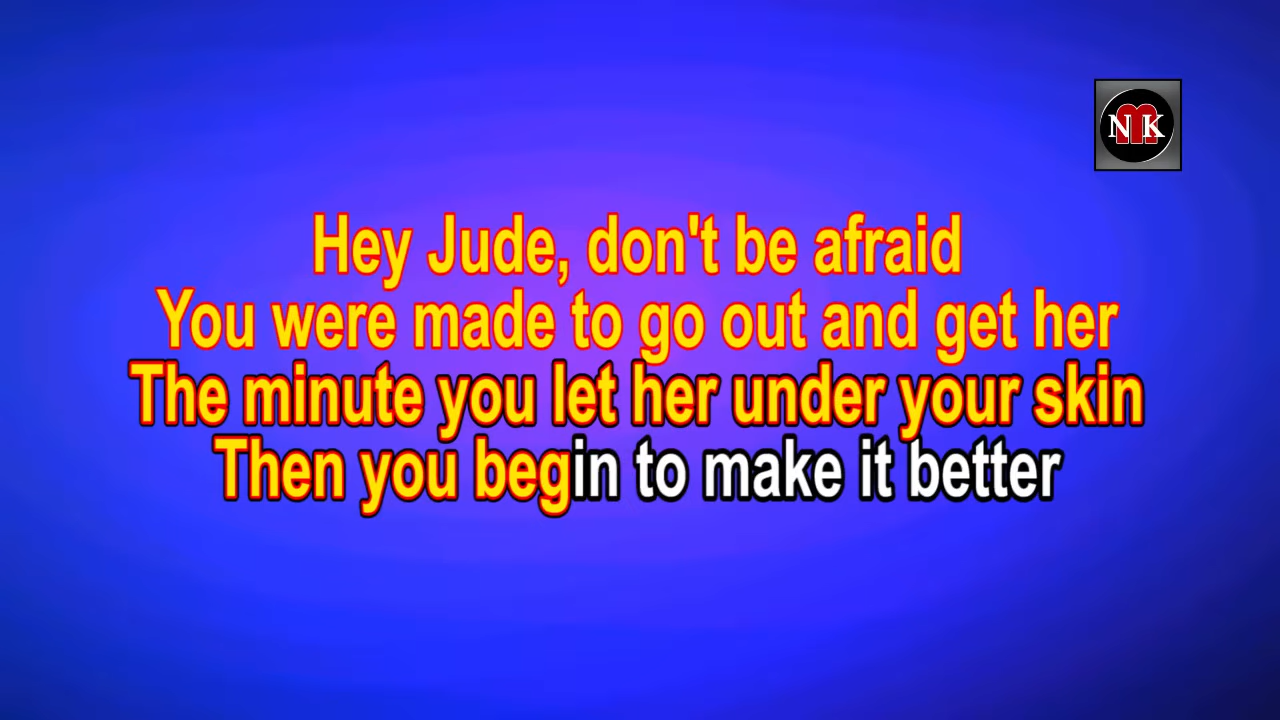 NMK
Hey Jude, don't be afraid
You were made to go out and get her
The minute you let her under your skin
Then you begin to make it better